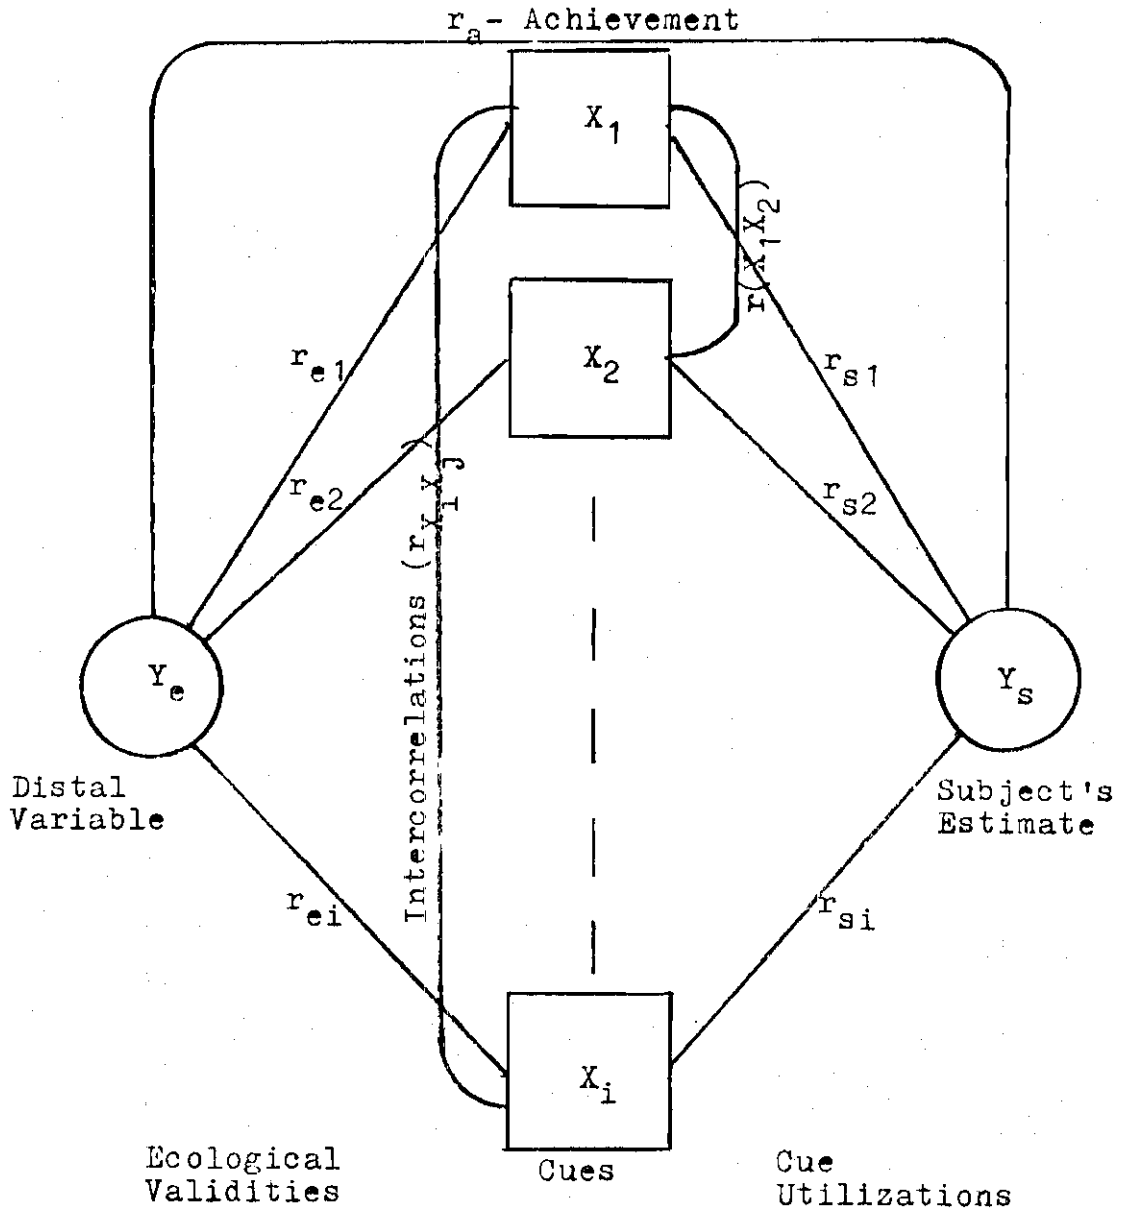 r_a - Achievement
X_1
r(X_1X_2)
X_2
r_e1
r_s1
r_e2
r_s2
Intercorrelations (r_X_iX_j)
Y_e
Y_s
Distal
Variable
Subject's
Estimate
r_ei
r_si
X_i
Cues
Ecological
Validities
Cue
Utilizations